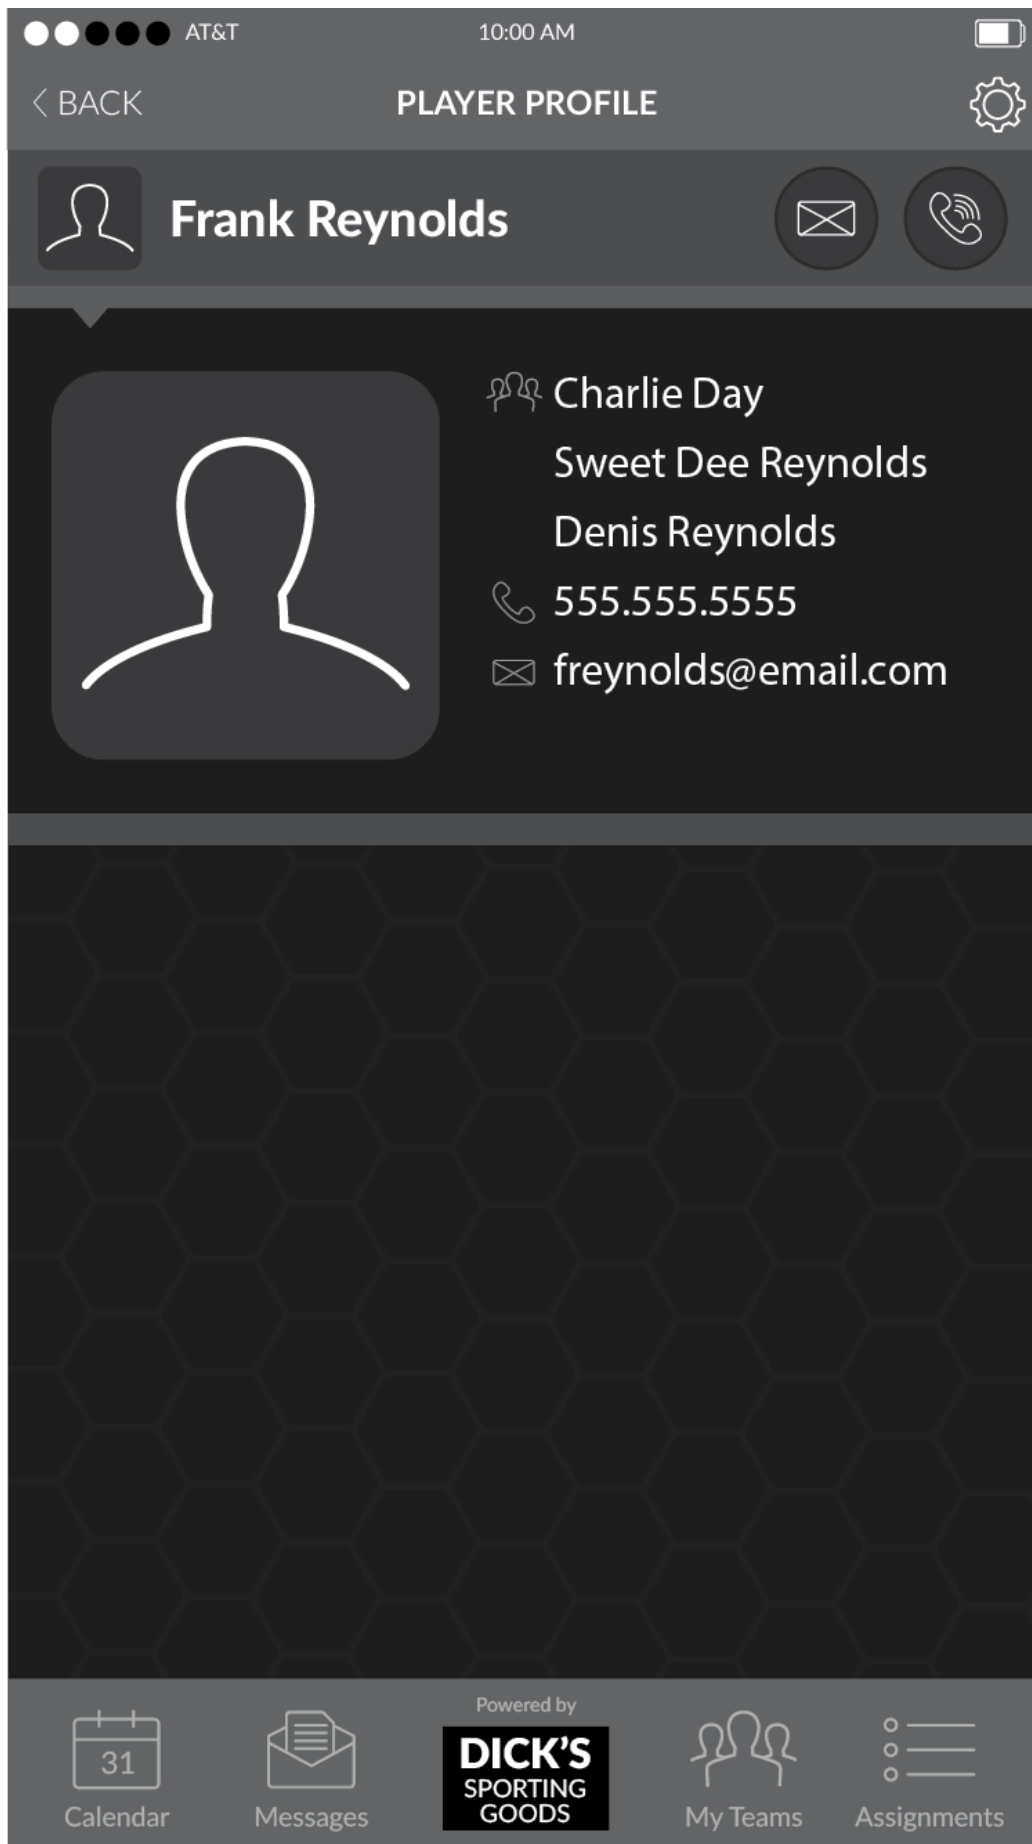 AT&T 10:00 AM
BACK PLAYER PROFILE
Frank Reynolds
Charlie Day
Sweet Dee Reynolds
Denis Reynolds
555.555.5555
freynolds@email.com
Powered by
DICK'S
SPORTING
GOODS
31
Calendar Messages My Teams Assignments